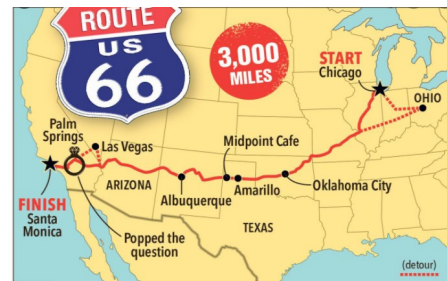 ROUTE
US
66
3,000
MILES
START
Chicago
OHIO
Palm
Springs
Las Vegas
Midpoint Cafe
ARIZONA
Albuquerque
Amarillo
Oklahoma City
FINISH
Santa
Monica
Popped the
question
TEXAS
(detour)